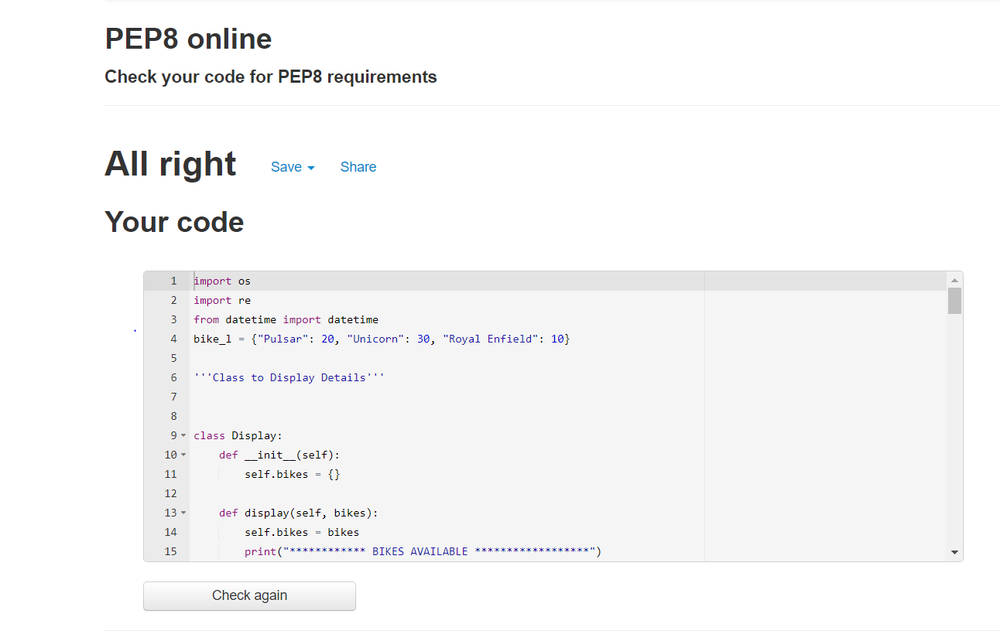 PEP8 online
Check your code for PEP8 requirements
All right Save Share
Your code
1 import os
2 import re
3 from datetime import datetime
4 bike_l = {"Pulsar": 20, "Unicorn": 30, "Royal Enfield": 10}
5
6 '''Class to Display Details'''
7
8
9 class Display:
10     def __init__(self):
11         self.bikes = {}
12
13     def display(self, bikes):
14         self.bikes = bikes
15         print("************ BIKES AVAILABLE ******************")
Check again